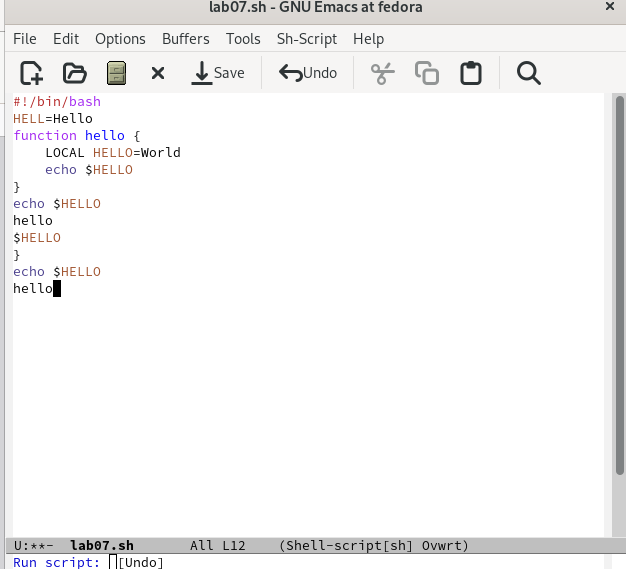 lab07.sh - GNU Emacs at fedora
File Edit Options Buffers Tools Sh-Script Help
Save Undo
#!/bin/bash
HELL=Hello
function hello {
    LOCAL HELLO=World
    echo $HELLO
}
echo $HELLO
hello
$HELLO
}
echo $HELLO
hello
U:**-  lab07.sh       All L12    (Shell-script[sh] Ovwrt)
Run script: [Undo]